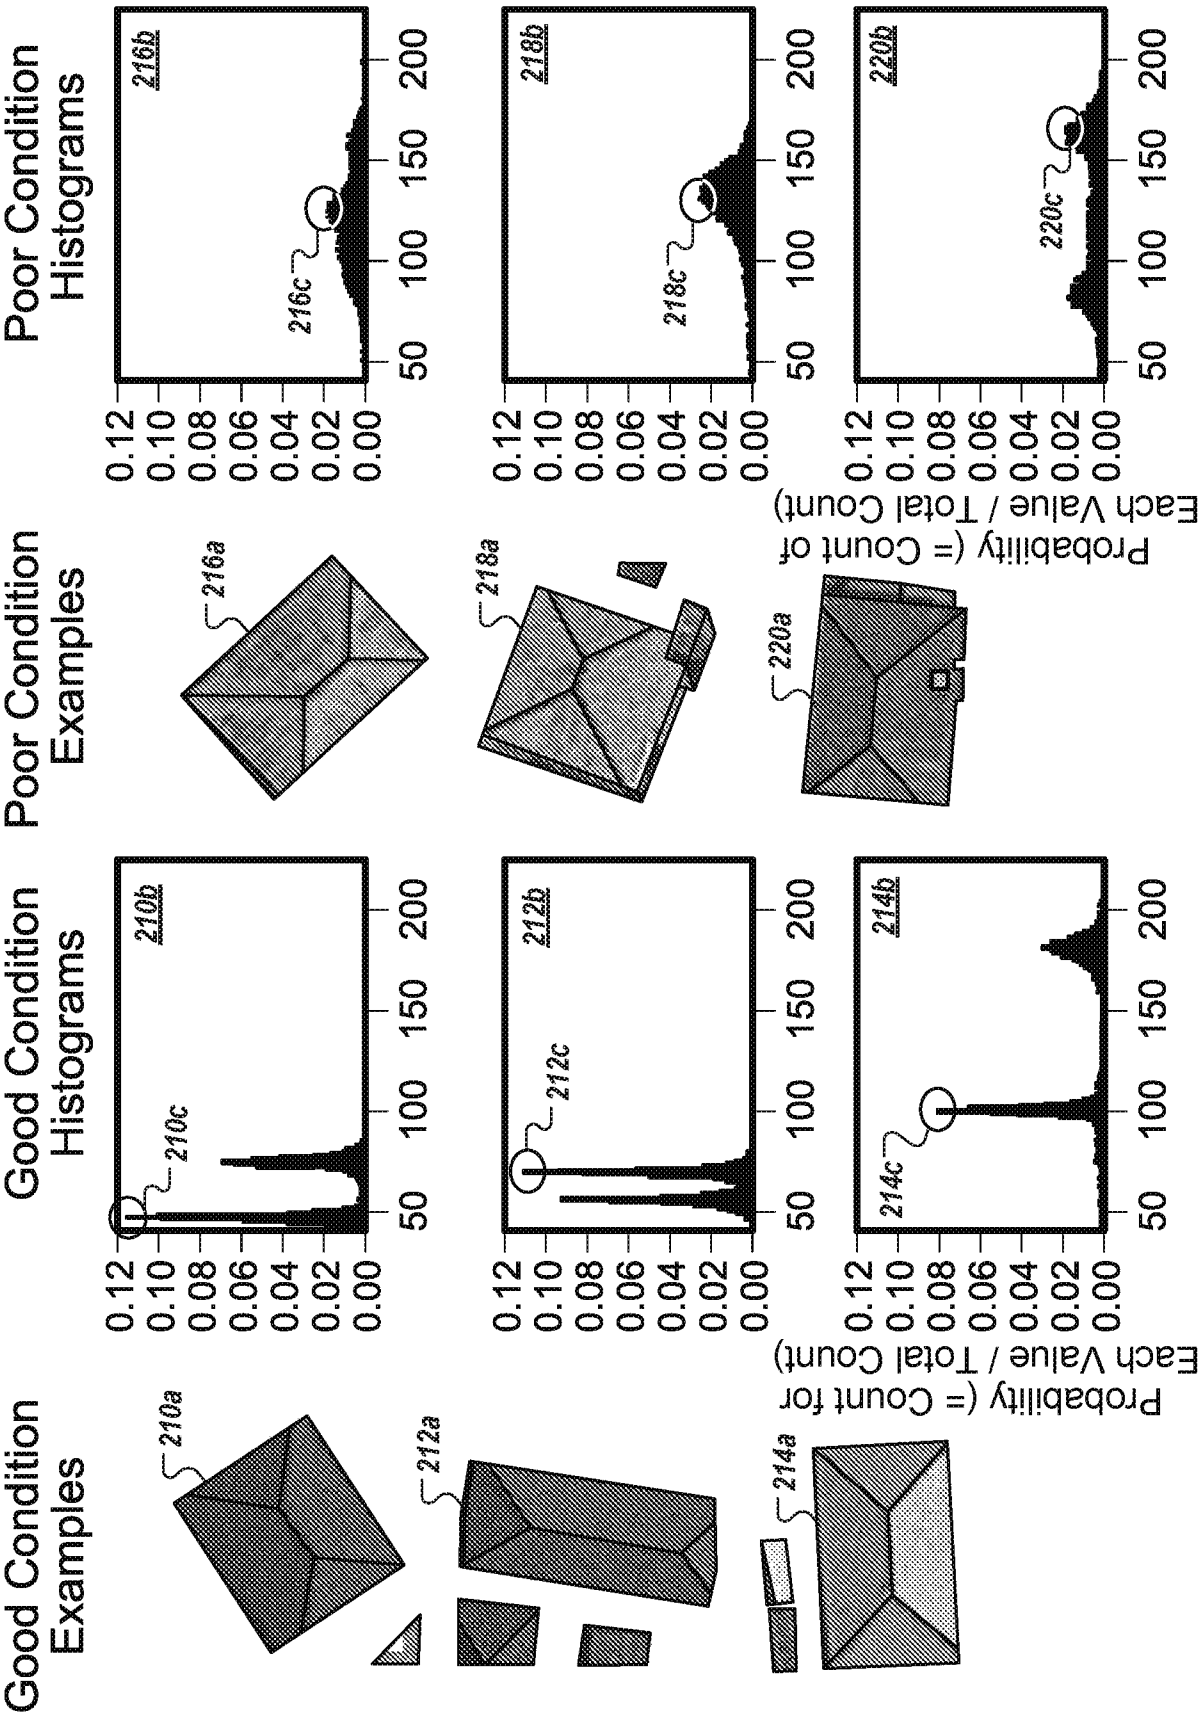 Good Condition
Examples
Good Condition
Histograms
Poor Condition
Examples
Poor Condition
Histograms
210a
0.12
0.10
0.08
0.06
0.04
0.02
0.00
210c
210b
50
100
150
200
216a
0.12
0.10
0.08
0.06
0.04
0.02
0.00
216c
216b
50
100
150
200
212a
0.12
0.10
0.08
0.06
0.04
0.02
0.00
212c
212b
50
100
150
200
218a
0.12
0.10
0.08
0.06
0.04
0.02
0.00
218c
218b
50
100
150
200
214a
Probability (= Count for
Each Value / Total Count)
0.12
0.10
0.08
0.06
0.04
0.02
0.00
214c
214b
50
100
150
200
220a
Probability (= Count of
Each Value / Total Count)
0.12
0.10
0.08
0.06
0.04
0.02
0.00
220c
220b
50
100
150
200